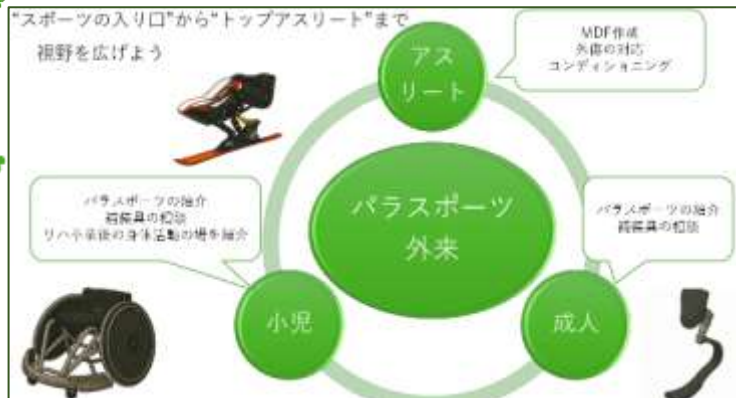 “スポーツの入り口”から“トップアスリート”まで
視野を広げよう
アス
リート
MDF作成
外傷の対応
コンディショニング
パラスポーツの紹介
補装具の相談
リハ卒業後の身体活動の場を紹介
パラスポーツ
外来
パラスポーツの紹介
補装具の相談
小児
成人